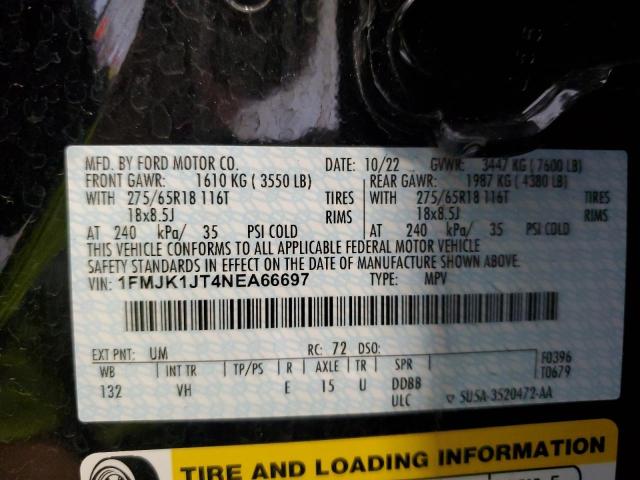 MFD. BY FORD MOTOR CO. DATE: 10/22 GVWR: 3447 KG ( 7600 LB)
FRONT GAWR: 1610 KG ( 3550 LB) REAR GAWR: 1987 KG ( 4380 LB)
WITH 275/65R18 116T TIRES WITH 275/65R18 116T TIRES
18x8.5J RIMS 18x8.5J RIMS
AT 240 kPa/ 35 PSI COLD AT 240 kPa/ 35 PSI COLD
THIS VEHICLE CONFORMS TO ALL APPLICABLE FEDERAL MOTOR VEHICLE
SAFETY STANDARDS IN EFFECT ON THE DATE OF MANUFACTURE SHOWN ABOVE.
VIN: 1FMJK1JT4NEA66697 TYPE: MPV
EXT PNT: UM RC: 72 DSO: F0396
WB INT TR TP/PS R AXLE TR SPR T0679
132 VH E 15 U DDBB
ULC SU5A-3520472-AA
TIRE AND LOADING INFORMATION